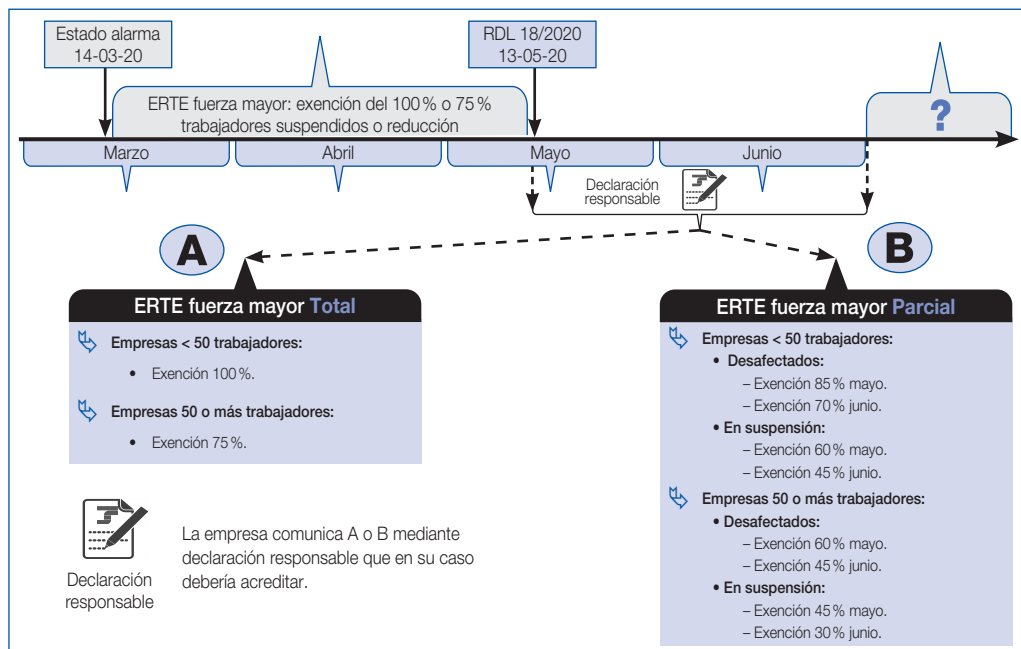 Estado alarma
14-03-20
RDL 18/2020
13-05-20
ERTE fuerza mayor: exención del 100 % o 75 %
trabajadores suspendidos o reducción
?
Marzo
Abril
Mayo
Junio
Declaración
responsable
A
B
ERTE fuerza mayor Total
Empresas < 50 trabajadores:
• Exención 100 %.
Empresas 50 o más trabajadores:
• Exención 75 %.
ERTE fuerza mayor Parcial
Empresas < 50 trabajadores:
• Desafectados:
– Exención 85 % mayo.
– Exención 70 % junio.
• En suspensión:
– Exención 60 % mayo.
– Exención 45 % junio.
Empresas 50 o más trabajadores:
• Desafectados:
– Exención 60 % mayo.
– Exención 45 % junio.
• En suspensión:
– Exención 45 % mayo.
– Exención 30 % junio.
Declaración
responsable
La empresa comunica A o B mediante
declaración responsable que en su caso
debería acreditar.